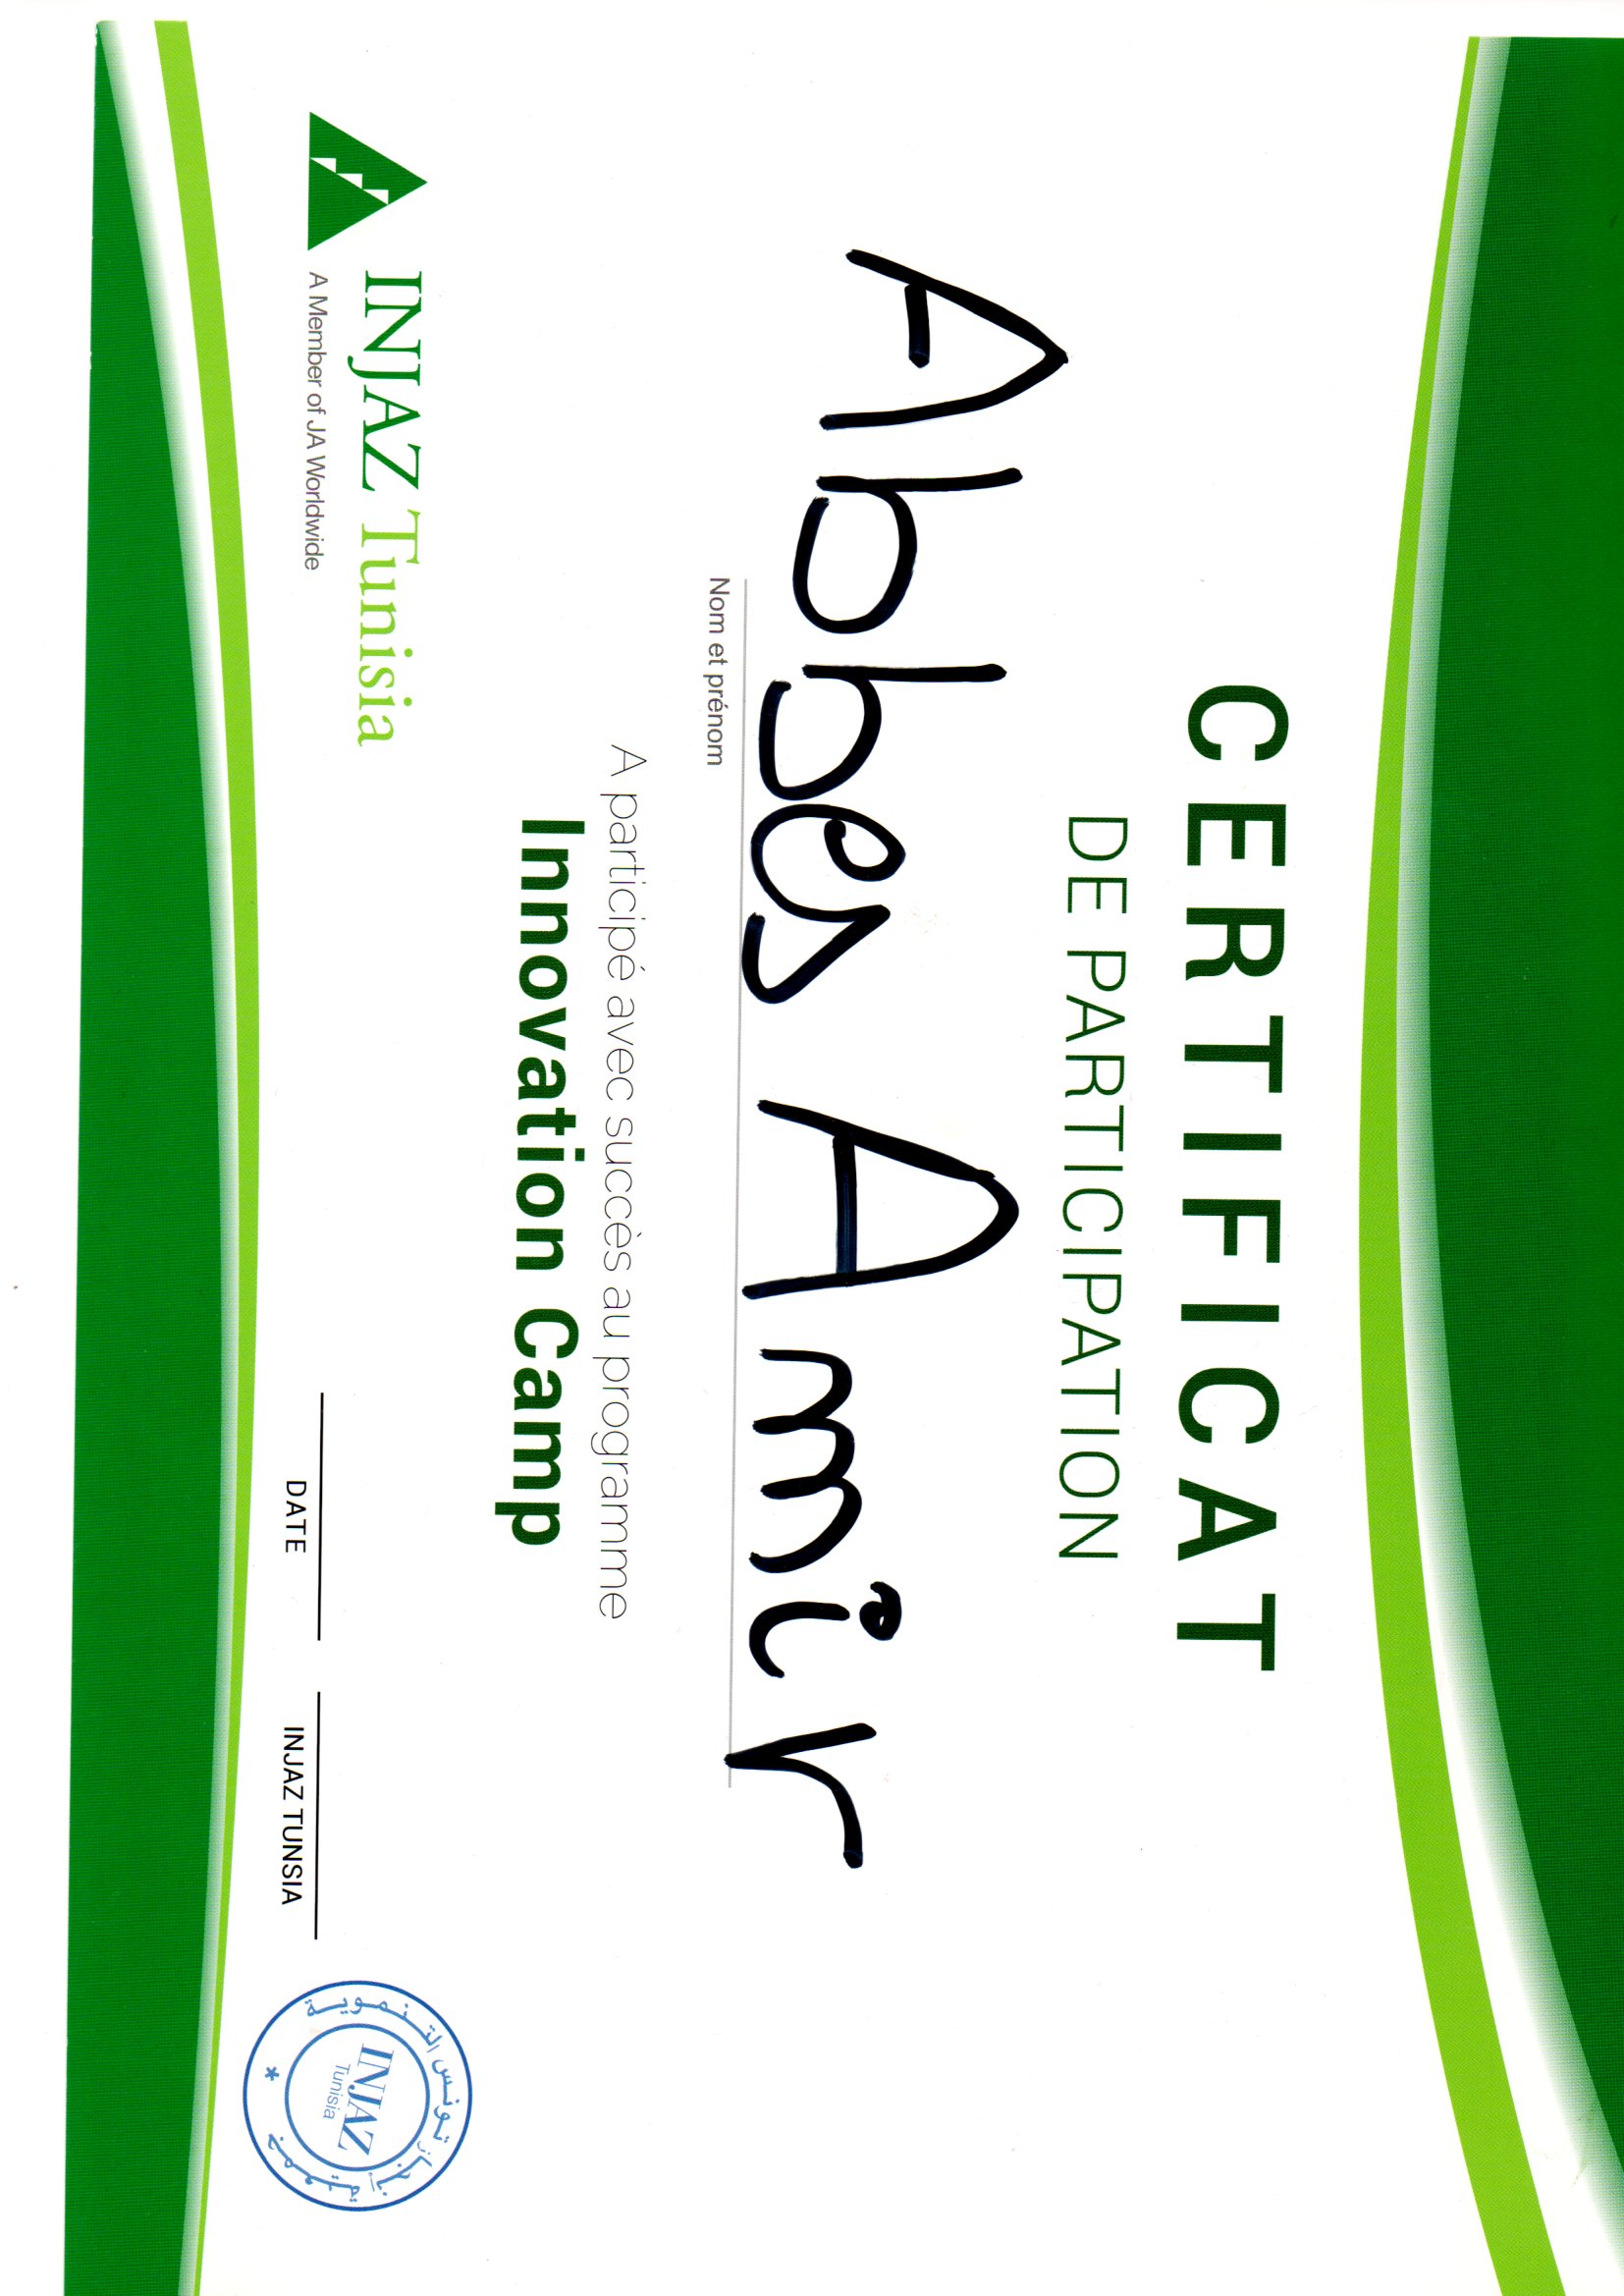 CERTIFICAT
DE PARTICIPATION
Abbes Amir
Nom et prénom
A participé avec succès au programme
Innovation Camp
INJAZ Tunisia
A Member of JA Worldwide
DATE
INJAZ TUNSIA
جمعية إنجاز تونس التنموية
INJAZ
Tunisia
*